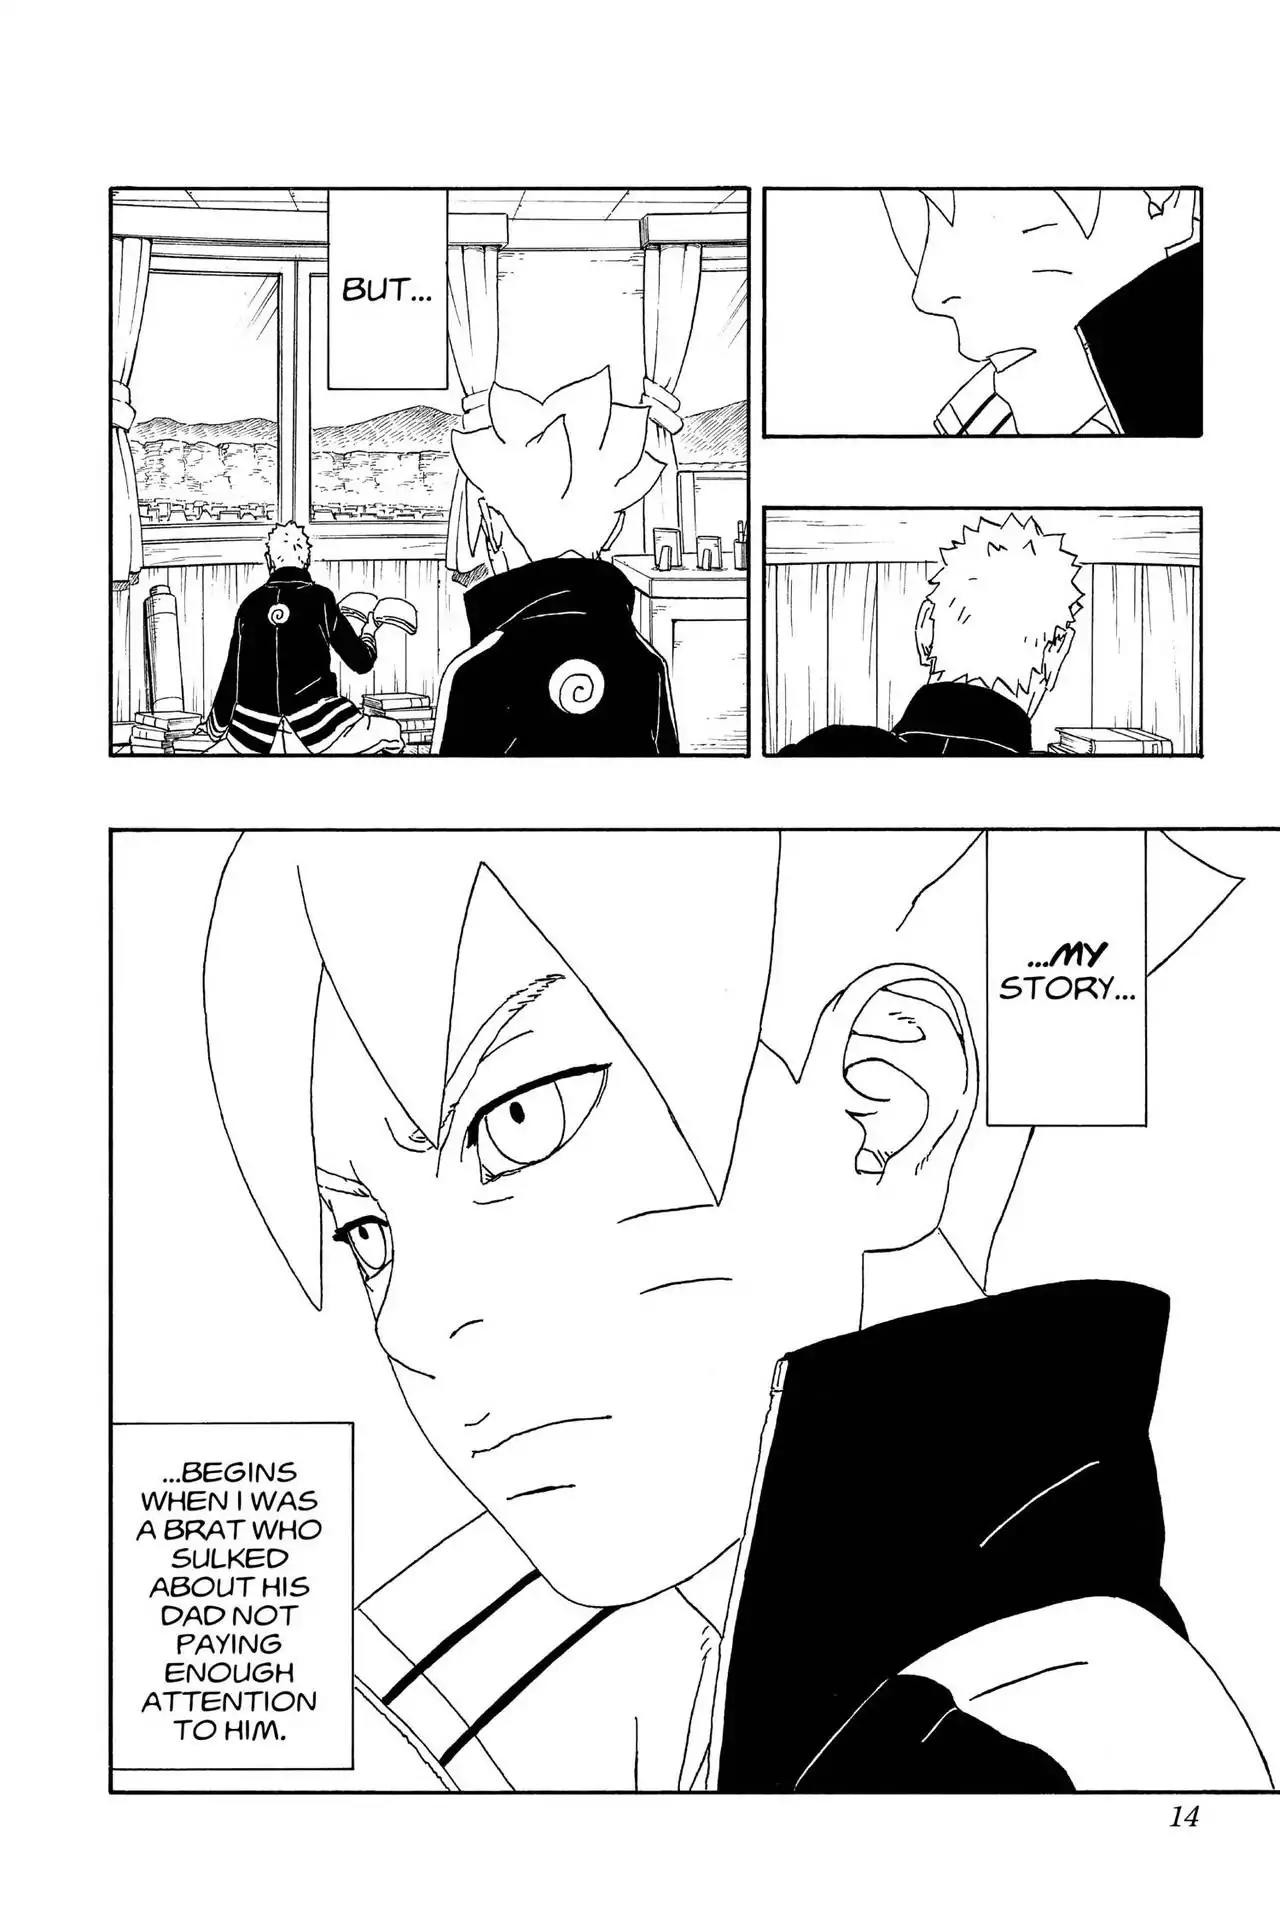 BUT...
...MY
STORY...
...BEGINS
WHEN I WAS
A BRAT WHO
SULKED
ABOUT HIS
DAD NOT
PAYING
ENOUGH
ATTENTION
TO HIM.
14